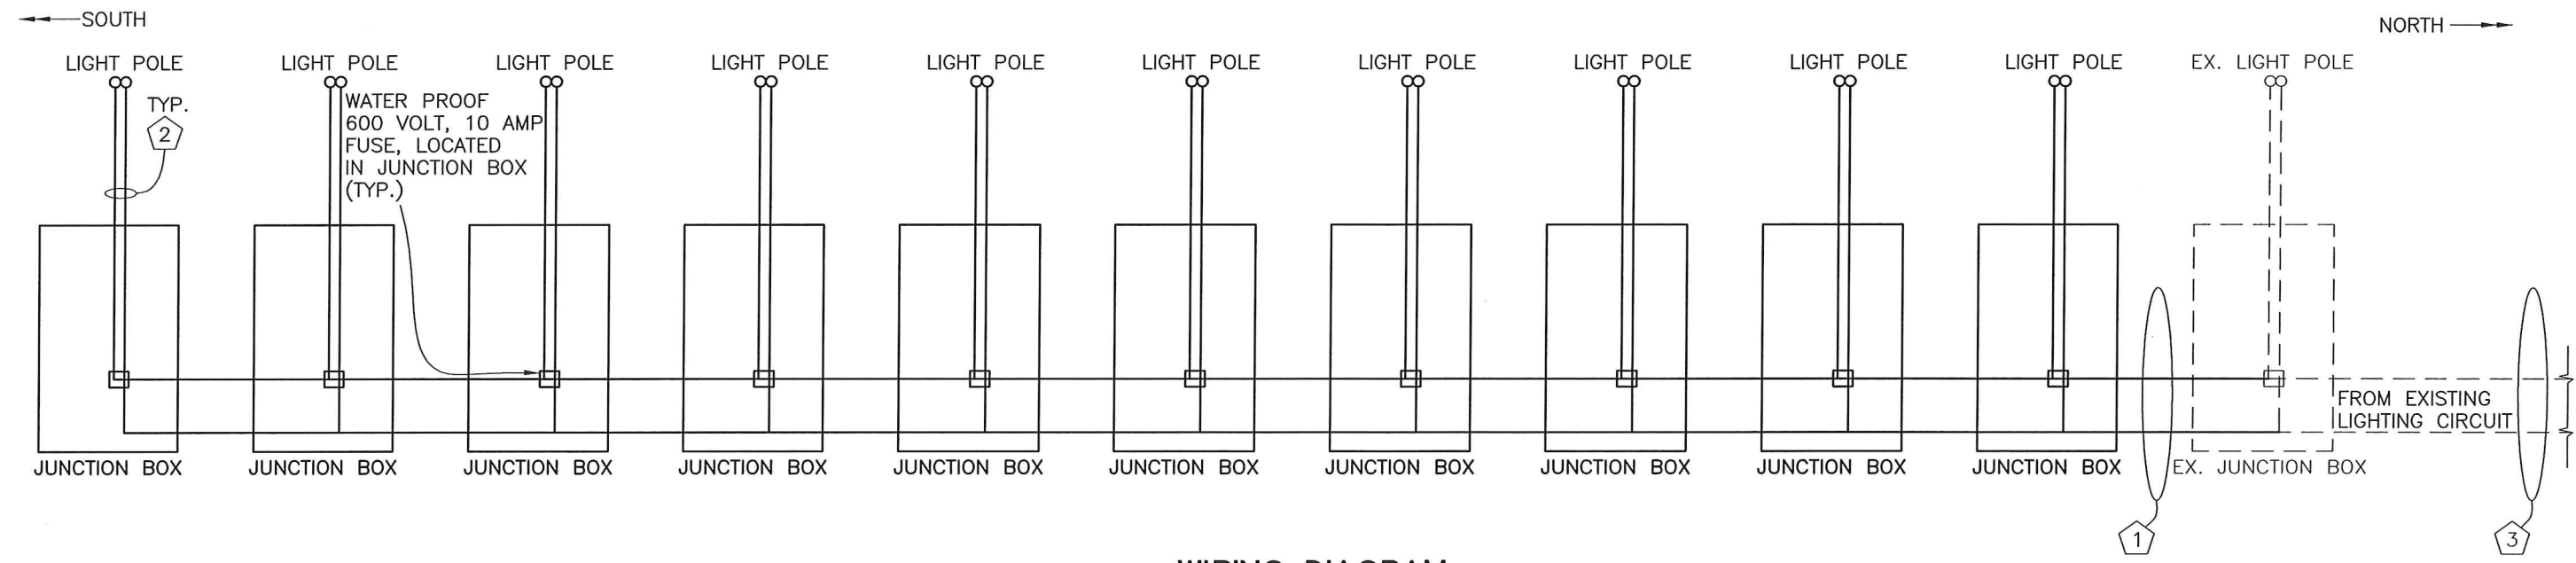 SOUTH
NORTH
LIGHT POLE
LIGHT POLE
LIGHT POLE
LIGHT POLE
LIGHT POLE
LIGHT POLE
LIGHT POLE
LIGHT POLE
LIGHT POLE
LIGHT POLE
EX. LIGHT POLE
TYP.
2
WATER PROOF
600 VOLT, 10 AMP
FUSE, LOCATED
IN JUNCTION BOX
(TYP.)
FROM EXISTING
LIGHTING CIRCUIT
JUNCTION BOX
JUNCTION BOX
JUNCTION BOX
JUNCTION BOX
JUNCTION BOX
JUNCTION BOX
JUNCTION BOX
JUNCTION BOX
JUNCTION BOX
JUNCTION BOX
EX. JUNCTION BOX
1
3
WIRING DIAGRAM